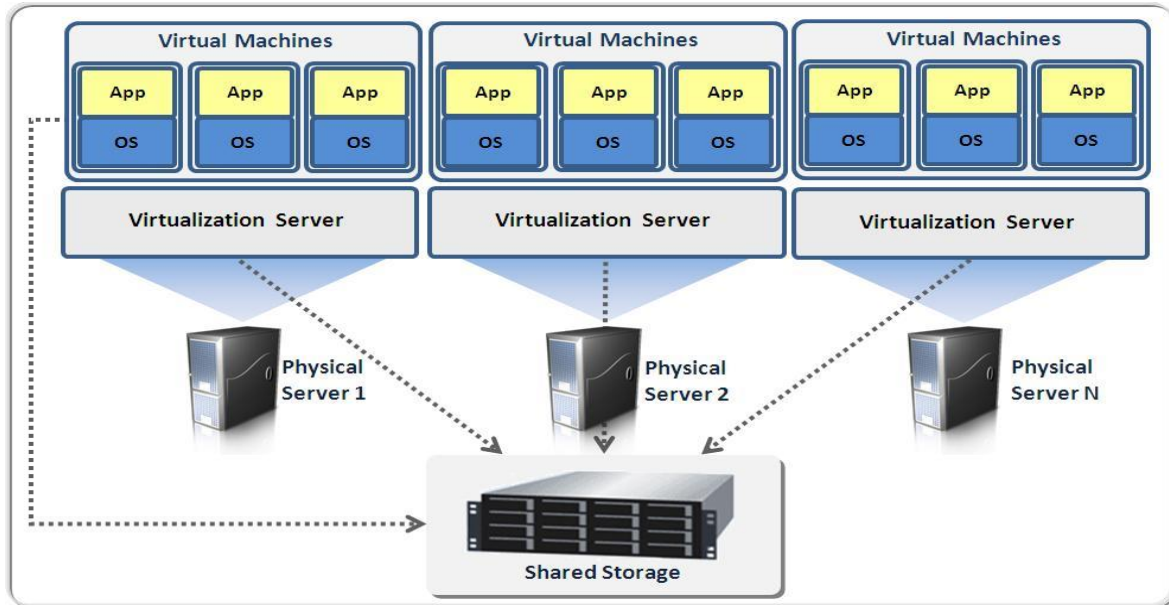 Virtual Machines
Virtual Machines
Virtual Machines
App
App
App
App
App
App
App
App
App
OS
OS
OS
OS
OS
OS
OS
OS
OS
Virtualization Server
Virtualization Server
Virtualization Server
Physical
Server 1
Physical
Server 2
Physical
Server N
Shared Storage